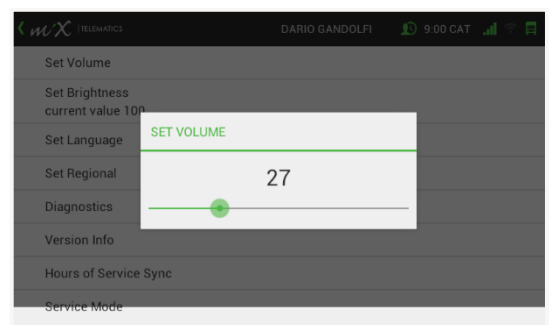 miX | TELEMATICS
DARIO GANDOLFI
9:00 CAT
Set Volume
Set Brightness
current value 100
Set Language
SET VOLUME
27
Set Regional
Diagnostics
Version Info
Hours of Service Sync
Service Mode